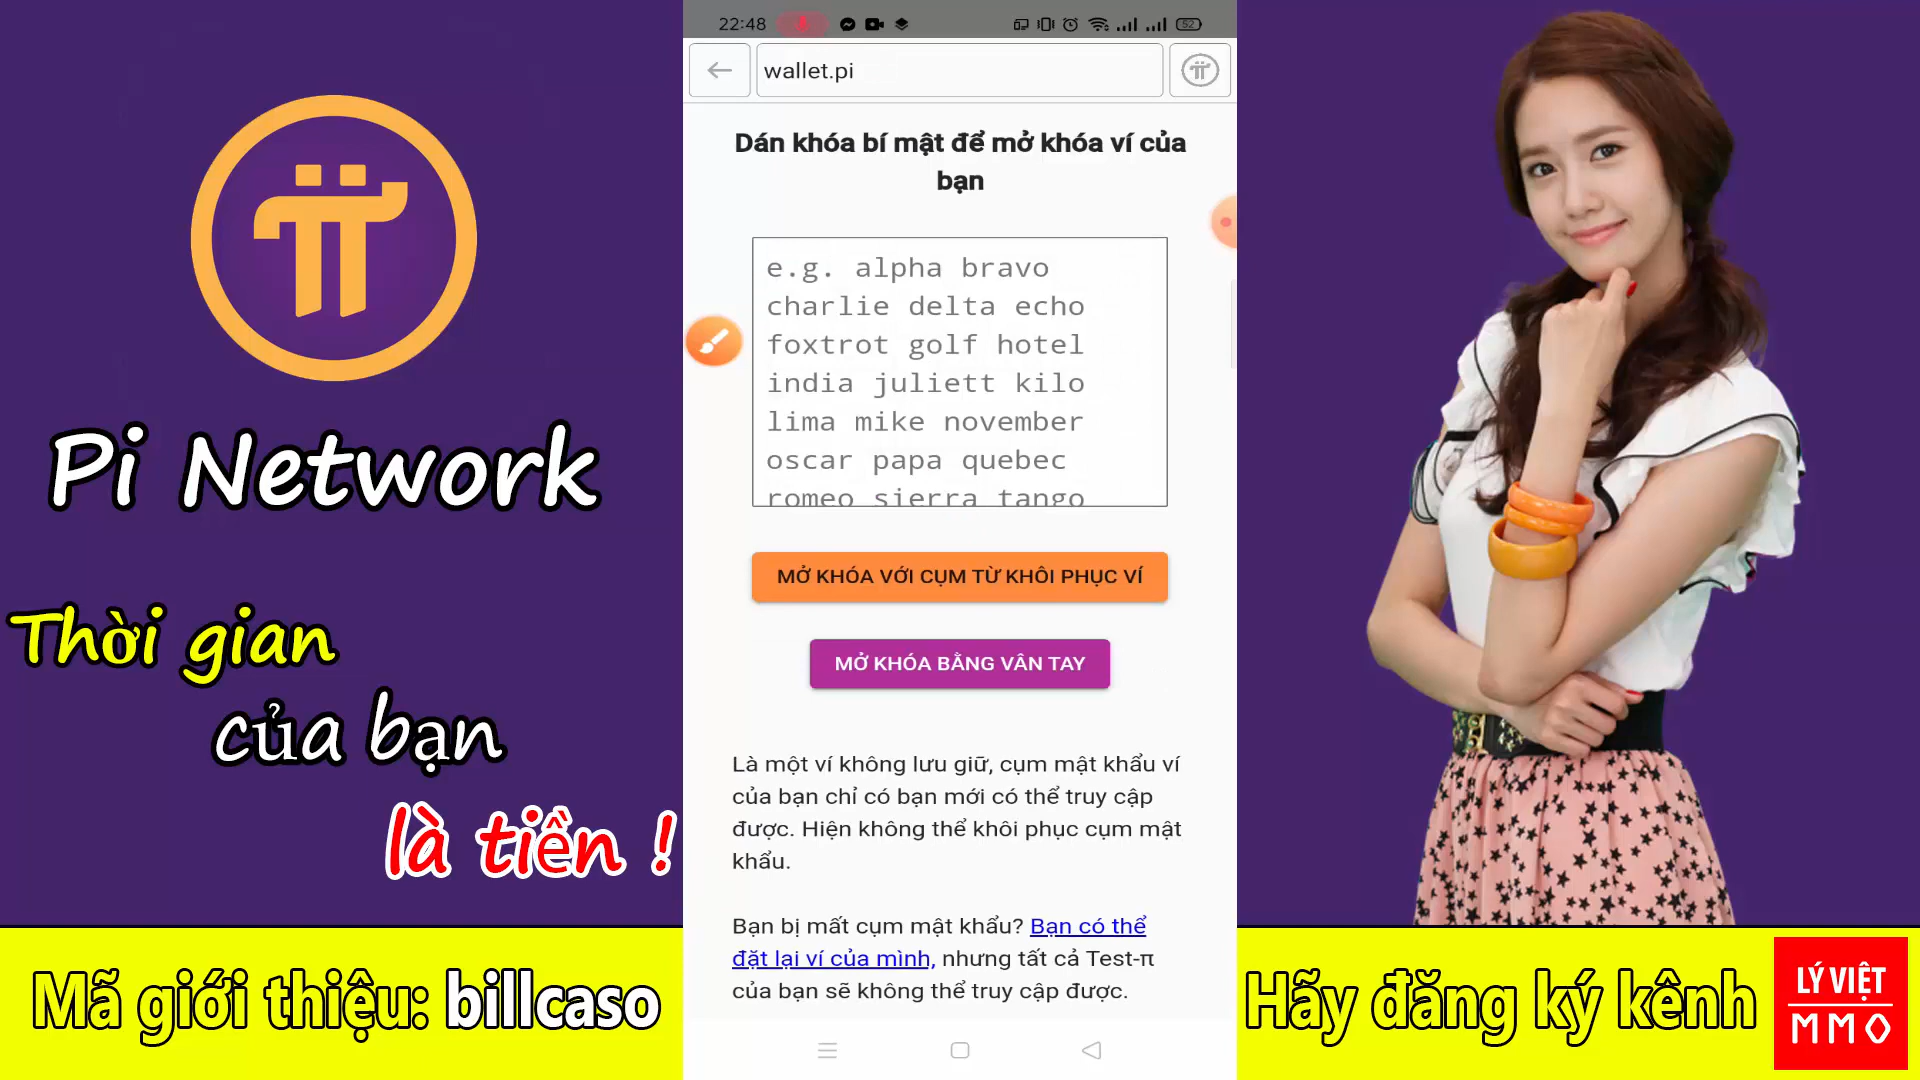 Pi Network
Thời gian
của bạn
là tiền !
Mã giới thiệu: billcaso
22:48
52
wallet.pi
Dán khóa bí mật để mở khóa ví của
bạn
e.g. alpha bravo
charlie delta echo
foxtrot golf hotel
india juliett kilo
lima mike november
oscar papa quebec
romeo sierra tango
MỞ KHÓA VỚI CỤM TỪ KHÔI PHỤC VÍ
MỞ KHÓA BẰNG VÂN TAY
Là một ví không lưu giữ, cụm mật khẩu ví
của bạn chỉ có bạn mới có thể truy cập
được. Hiện không thể khôi phục cụm mật
khẩu.
Bạn bị mất cụm mật khẩu? Bạn có thể
đặt lại ví của mình, nhưng tất cả Test-π
của bạn sẽ không thể truy cập được.
Hãy đăng ký kênh
LÝ VIỆT
MMO